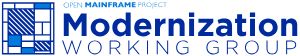 OPEN MAINFRAME PROJECT
Modernization
WORKING GROUP